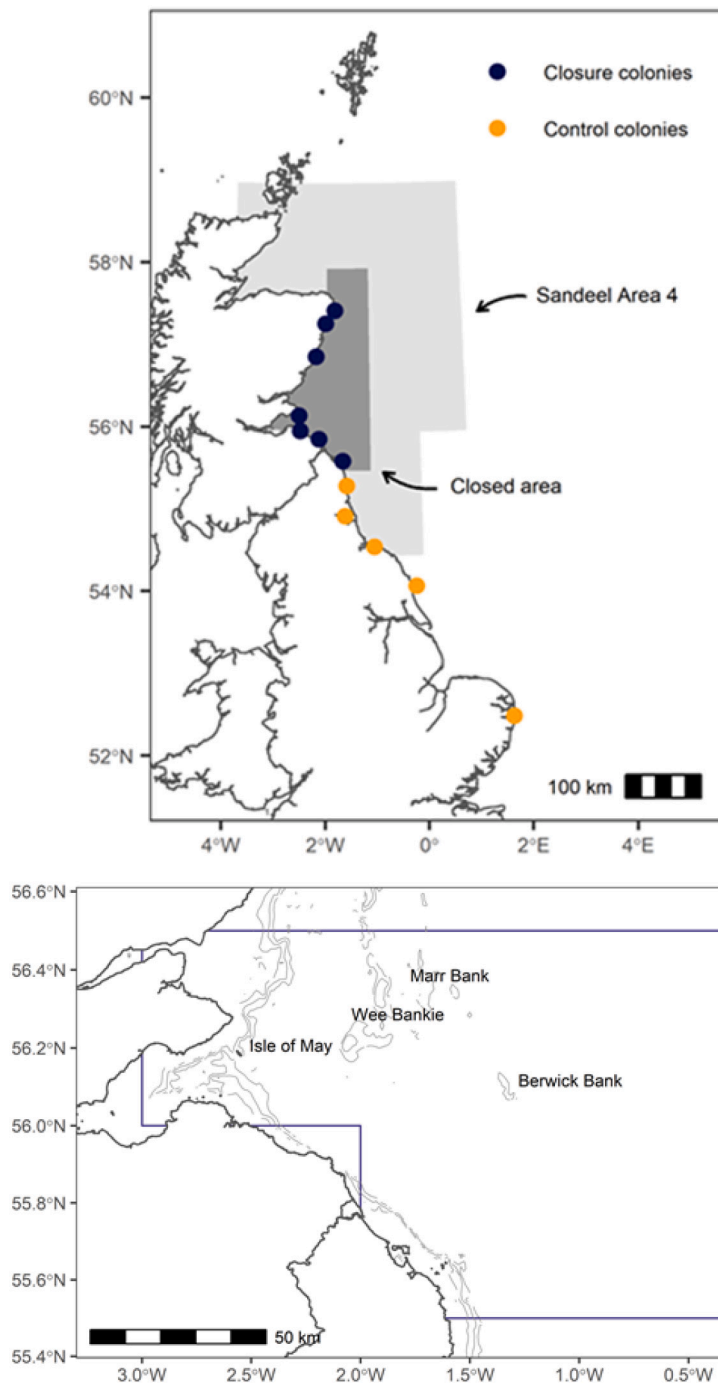 Closure colonies
Control colonies
60°N
58°N
Sandeel Area 4
56°N
Closed area
54°N
52°N
100 km
4°W 2°W 0° 2°E 4°E
56.6°N
56.4°N
Marr Bank
Wee Bankie
56.2°N
Isle of May
Berwick Bank
56.0°N
55.8°N
55.6°N
50 km
55.4°N
3.0°W 2.5°W 2.0°W 1.5°W 1.0°W 0.5°W